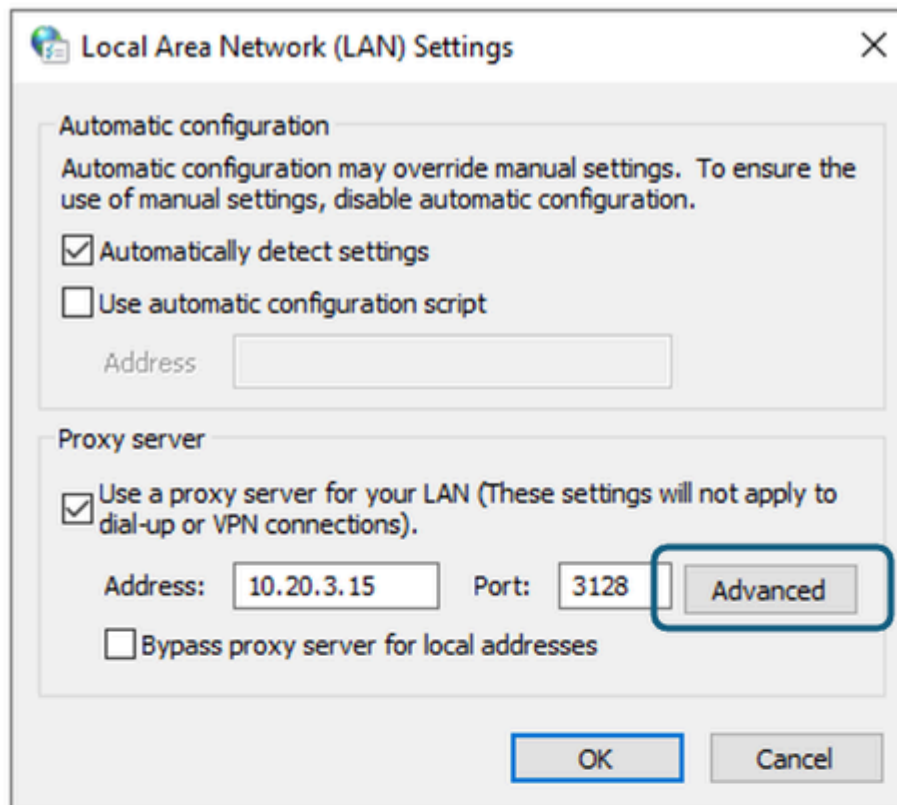 Local Area Network (LAN) Settings
Automatic configuration
Automatic configuration may override manual settings.  To ensure the
use of manual settings, disable automatic configuration.
Automatically detect settings
Use automatic configuration script
Address
Proxy server
Use a proxy server for your LAN (These settings will not apply to
dial-up or VPN connections).
Address: 10.20.3.15 Port: 3128 Advanced
Bypass proxy server for local addresses
OK Cancel